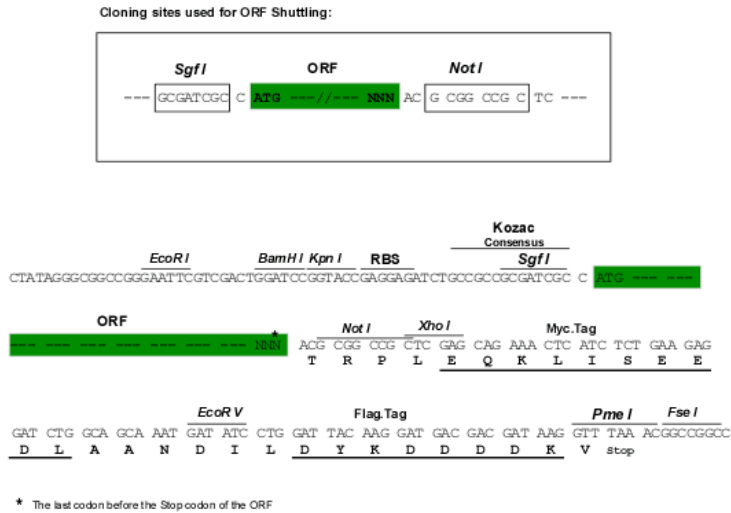 Cloning sites used for ORF Shuttling:
Sgf I ORF Not I
--- GCGATCGC C ATG ---//--- NNN AC G CGG CCG C TC ---
Kozac
Consensus
EcoR I BamH I Kpn I RBS Sgf I
CTATAGGGCGGCCGGGAATTCGTCGACTGGATCCGGTACCGAGGAGATCTGCCGCCGCGATCGC C ATG --- ---
ORF
--- --- --- --- --- --- --- --- NNN* ACG CGG CCG CTC GAG CAG AAA CTC ATC TCT GAA GAG
Not I Xho I Myc.Tag
T R P L E Q K L I S E E
EcoR V Flag.Tag Pme I Fse I
GAT CTG GCA GCA AAT GAT ATC CTG GAT TAC AAG GAT GAC GAC GAT AAG GTT TAA ACGGCCGGCC
D L A A N D I L D Y K D D D D K V Stop
* The last codon before the Stop codon of the ORF